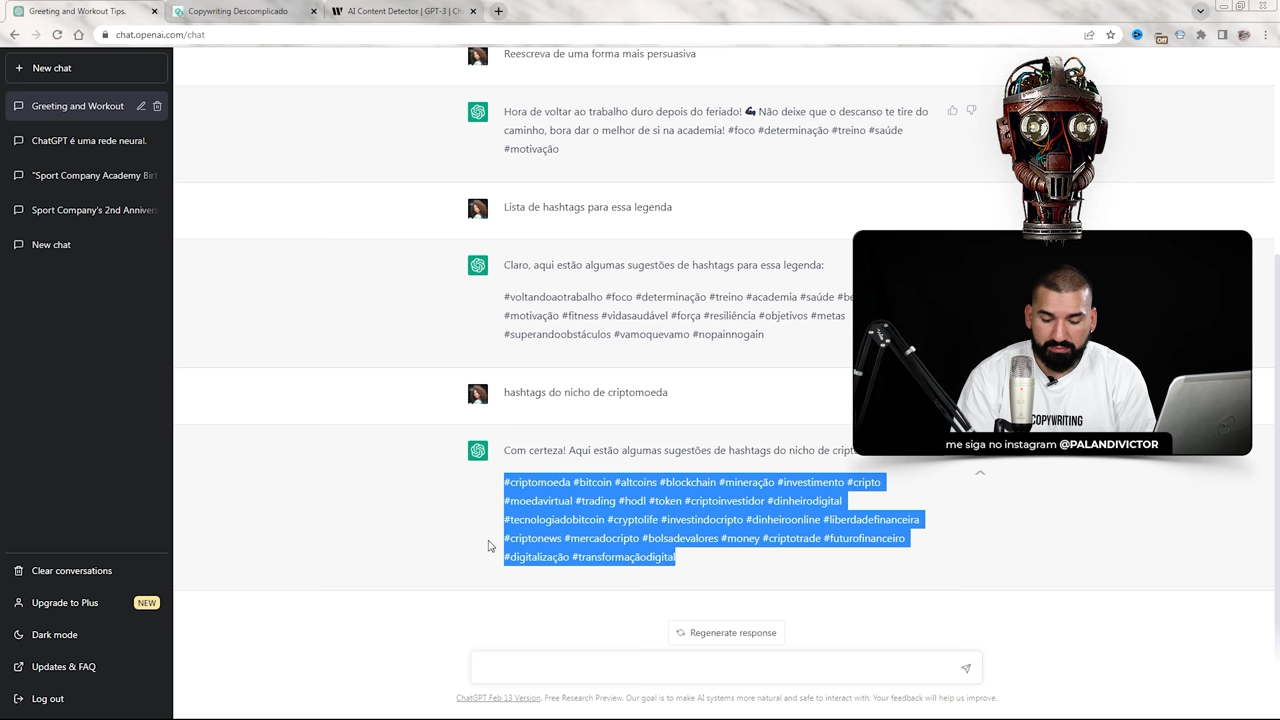 Greeting and Workout Tips.
Copywriting Descomplicado
AI Content Detector | GPT-3 | Ch
chat.openai.com/chat
Off
New chat
Greeting and Workout
ChatGPT é uma rede neural.
"Sport Company Academy Birt
Sport Company's 2nd Anniver
New chat
Clear conversations
Upgrade to Plus NEW
Dark mode
Updates & FAQ
Log out
Reescreva de uma forma mais persuasiva
Hora de voltar ao trabalho duro depois do feriado! 💪 Não deixe que o descanso te tire do
caminho, bora dar o melhor de si na academia! #foco #determinação #treino #saúde
#motivação
Lista de hashtags para essa legenda
Claro, aqui estão algumas sugestões de hashtags para essa legenda:
#voltandoaotrabalho #foco #determinação #treino #academia #saúde #be
#motivação #fitness #vidasaudável #força #resiliência #objetivos #metas
#superandoobstáculos #vamoquevamo #nopainnogain
hashtags do nicho de criptomoeda
Com certeza! Aqui estão algumas sugestões de hashtags do nicho de cripto
#criptomoeda #bitcoin #altcoins #blockchain #mineração #investimento #cripto
#moedavirtual #trading #hodl #token #criptoinvestidor #dinheirodigital
#tecnologiadobitcoin #cryptolife #investindocripto #dinheiroonline #liberdadefinanceira
#criptonews #mercadocripto #bolsadevalores #money #criptotrade #futurofinanceiro
#digitalização #transformaçãodigital
COPYWRITING
me siga no instagram @PALANDIVICTOR
Regenerate response
ChatGPT Feb 13 Version. Free Research Preview. Our goal is to make AI systems more natural and safe to interact with. Your feedback will help us improve.